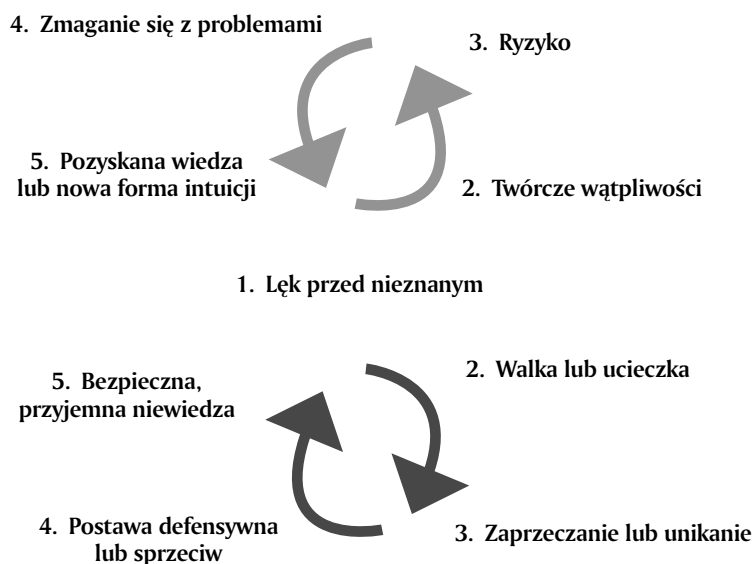 4. Zmaganie się z problemami
3. Ryzyko
5. Pozyskana wiedza
lub nowa forma intuicji
2. Twórcze wątpliwości
1. Lęk przed nieznanym
2. Walka lub ucieczka
5. Bezpieczna,
przyjemna niewiedza
4. Postawa defensywna
lub sprzeciw
3. Zaprzeczanie lub unikanie